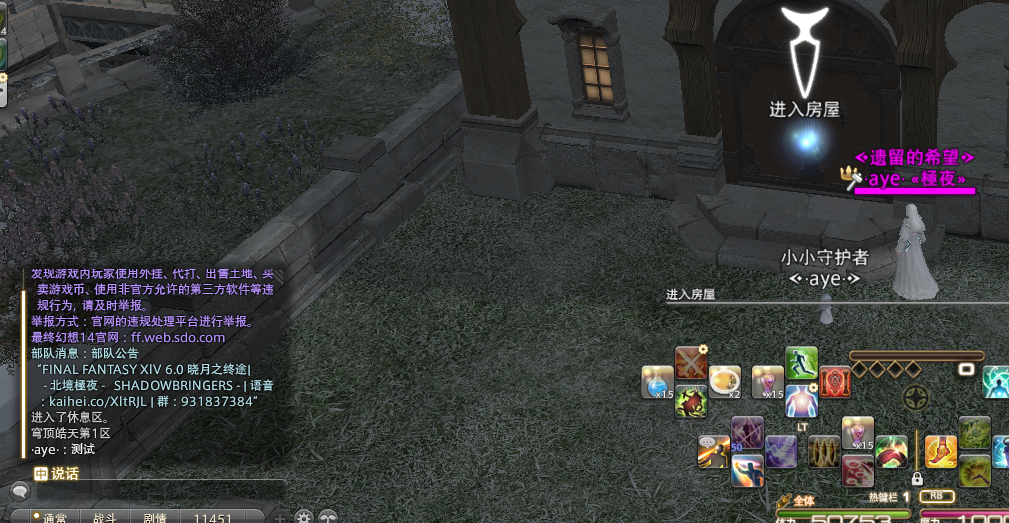 进入房屋
<遗留的希望>
·aye· «極夜»
小小守护者
<·aye·>
进入房屋
发现游戏内玩家使用外挂、代打、出售土地、买
卖游戏币、使用非官方允许的第三方软件等违
规行为, 请及时举报。
举报方式：官网的违规处理平台进行举报。
最终幻想14官网：ff.web.sdo.com
部队消息：部队公告
“FINAL FANTASY XIV 6.0 晓月之终途|
- 北境極夜 - SHADOWBRINGERS - | 语音
: kaihei.co/XltRJL | 群：931837384”
进入了休息区。
穹顶皓天第1区
·aye·：测试
说话
通常 战斗 剧情 11451
x15
x2
x15
LT
50
x15
全体
热键栏 1
RB
体力 50753